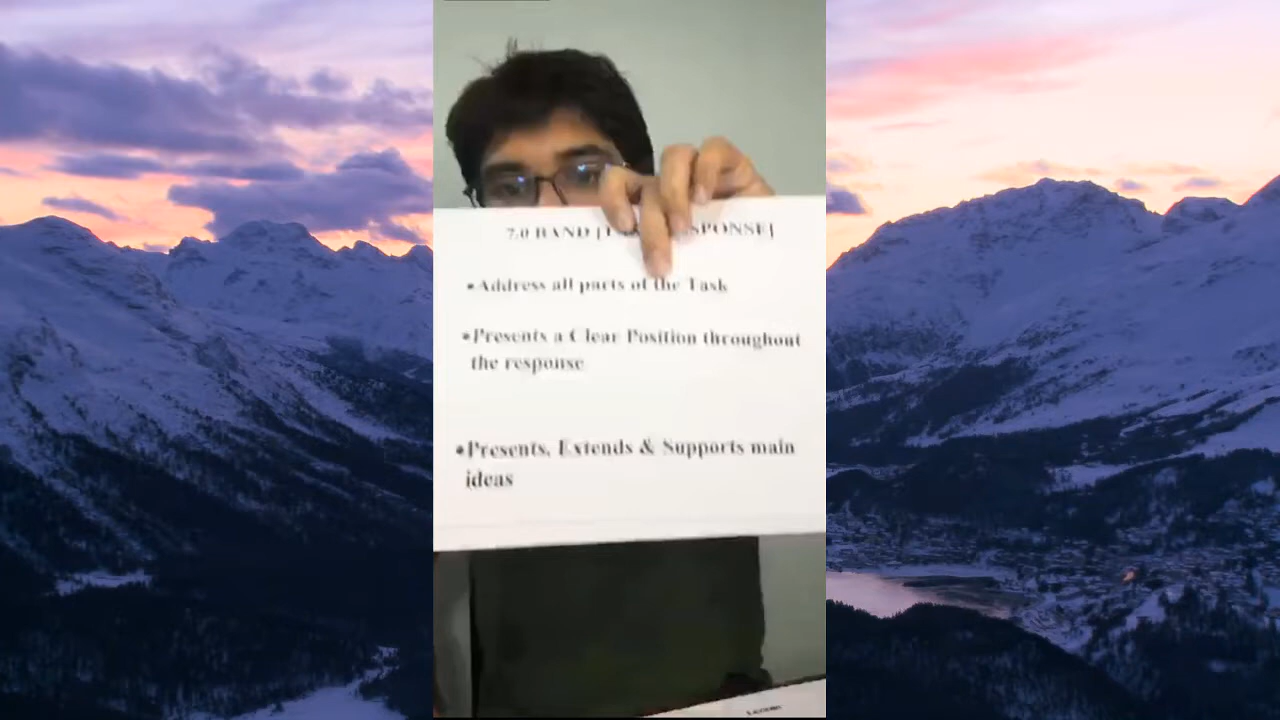 7.0 BAND [ RESPONSE]
•Address all parts of the Task
•Presents a Clear Position throughout
the response
•Presents, Extends & Supports main
ideas